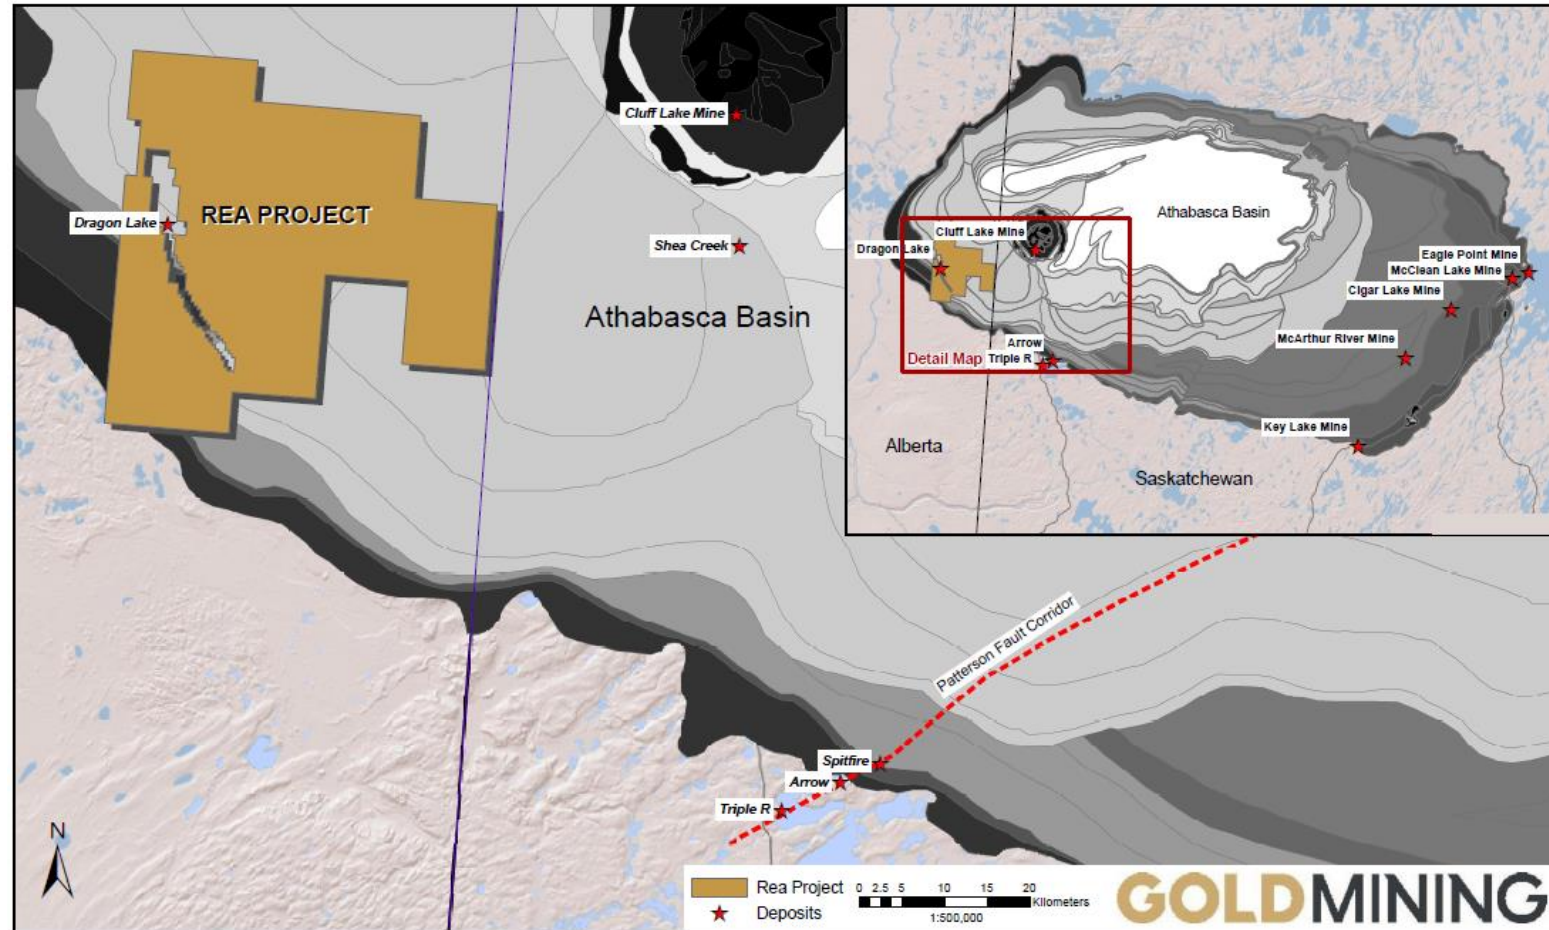 Cluff Lake Mine
REA PROJECT
Dragon Lake
Shea Creek
Athabasca Basin
Athabasca Basin
Cluff Lake Mine
Dragon Lake
Eagle Point Mine
McClean Lake Mine
Cigar Lake Mine
McArthur River Mine
Arrow
Triple R
Detail Map
Key Lake Mine
Alberta
Saskatchewan
Patterson Fault Corridor
Spitfire
Arrow
Triple R
N
Rea Project
Deposits
0 2.5 5 10 15 20
Kilometers
1:500,000
GOLDMINING